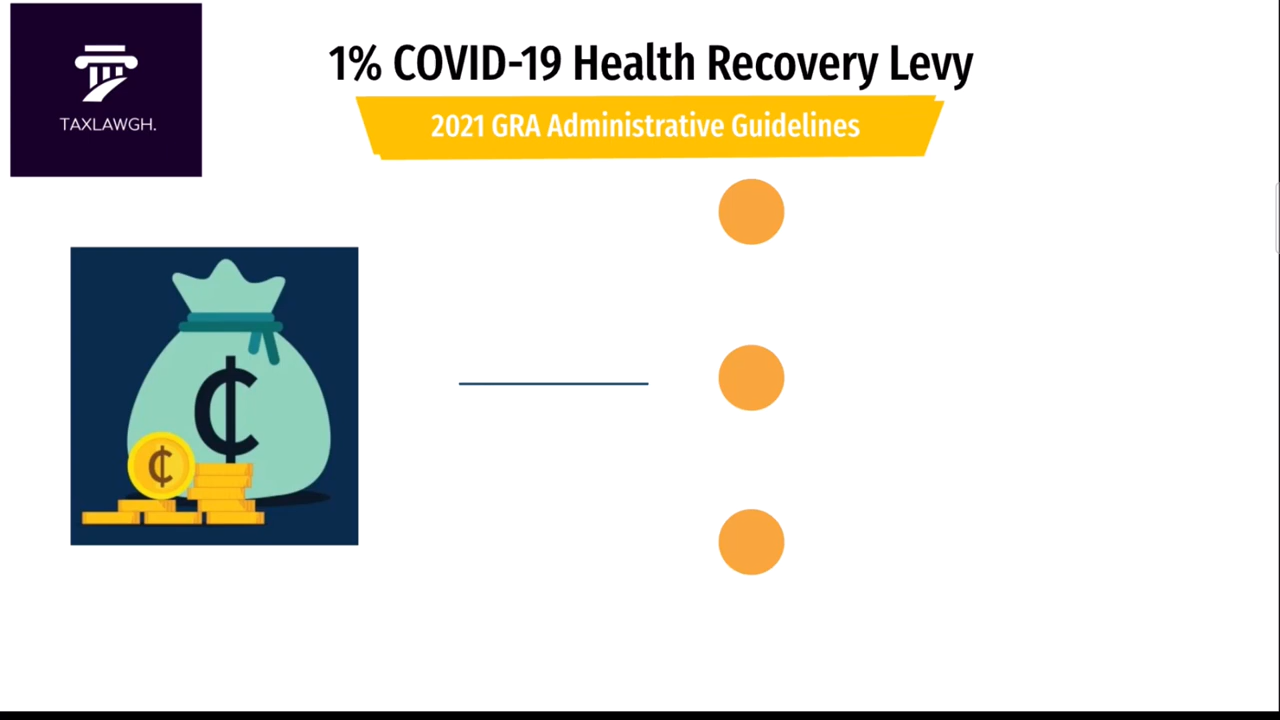 1% COVID-19 Health Recovery Levy
TAXLAWGH.
2021 GRA Administrative Guidelines
₵
₵